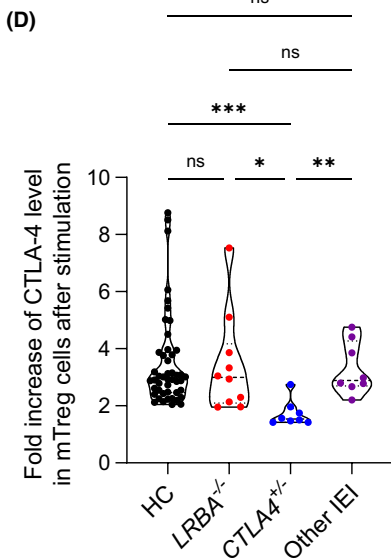 (D)
ns
ns
***
ns
*
**
Fold increase of CTLA-4 level
in mTreg cells after stimulation
10
8
6
4
2
0
HC
LRBA-/-
CTLA4+/-
Other IEI